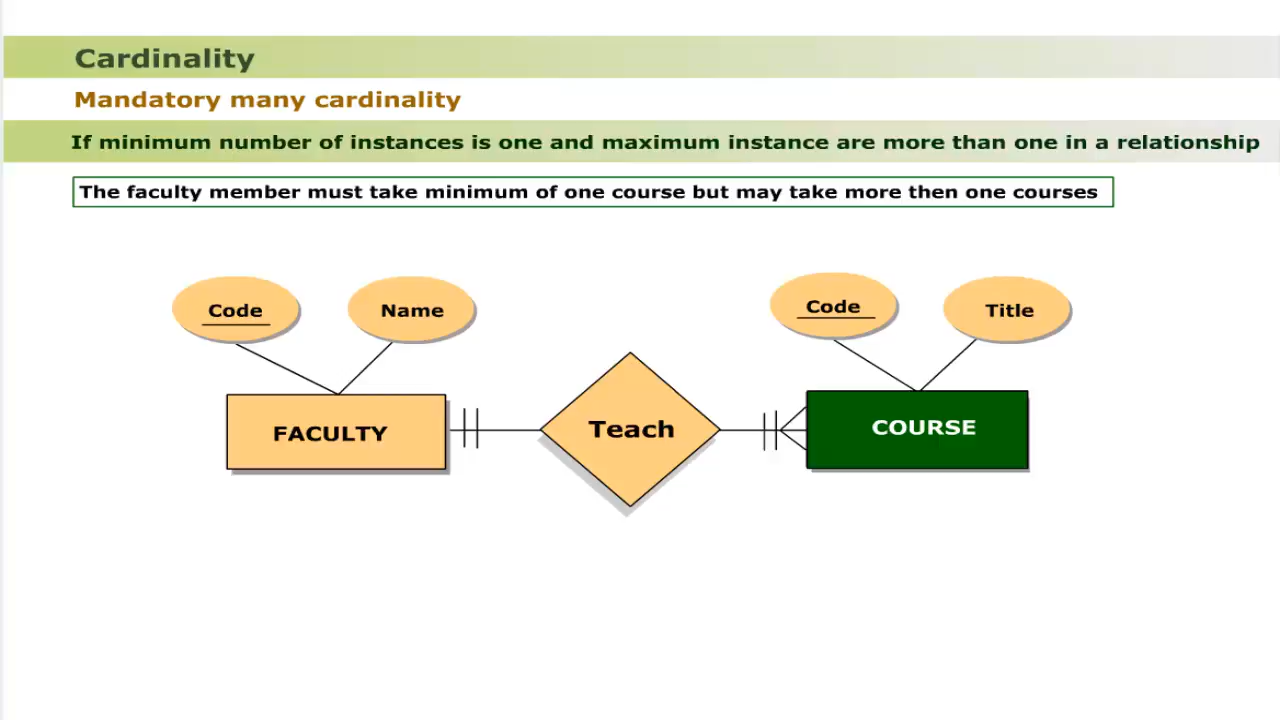 Cardinality
Mandatory many cardinality
If minimum number of instances is one and maximum instance are more than one in a relationship
The faculty member must take minimum of one course but may take more then one courses
Code
Name
Code
Title
FACULTY
Teach
COURSE